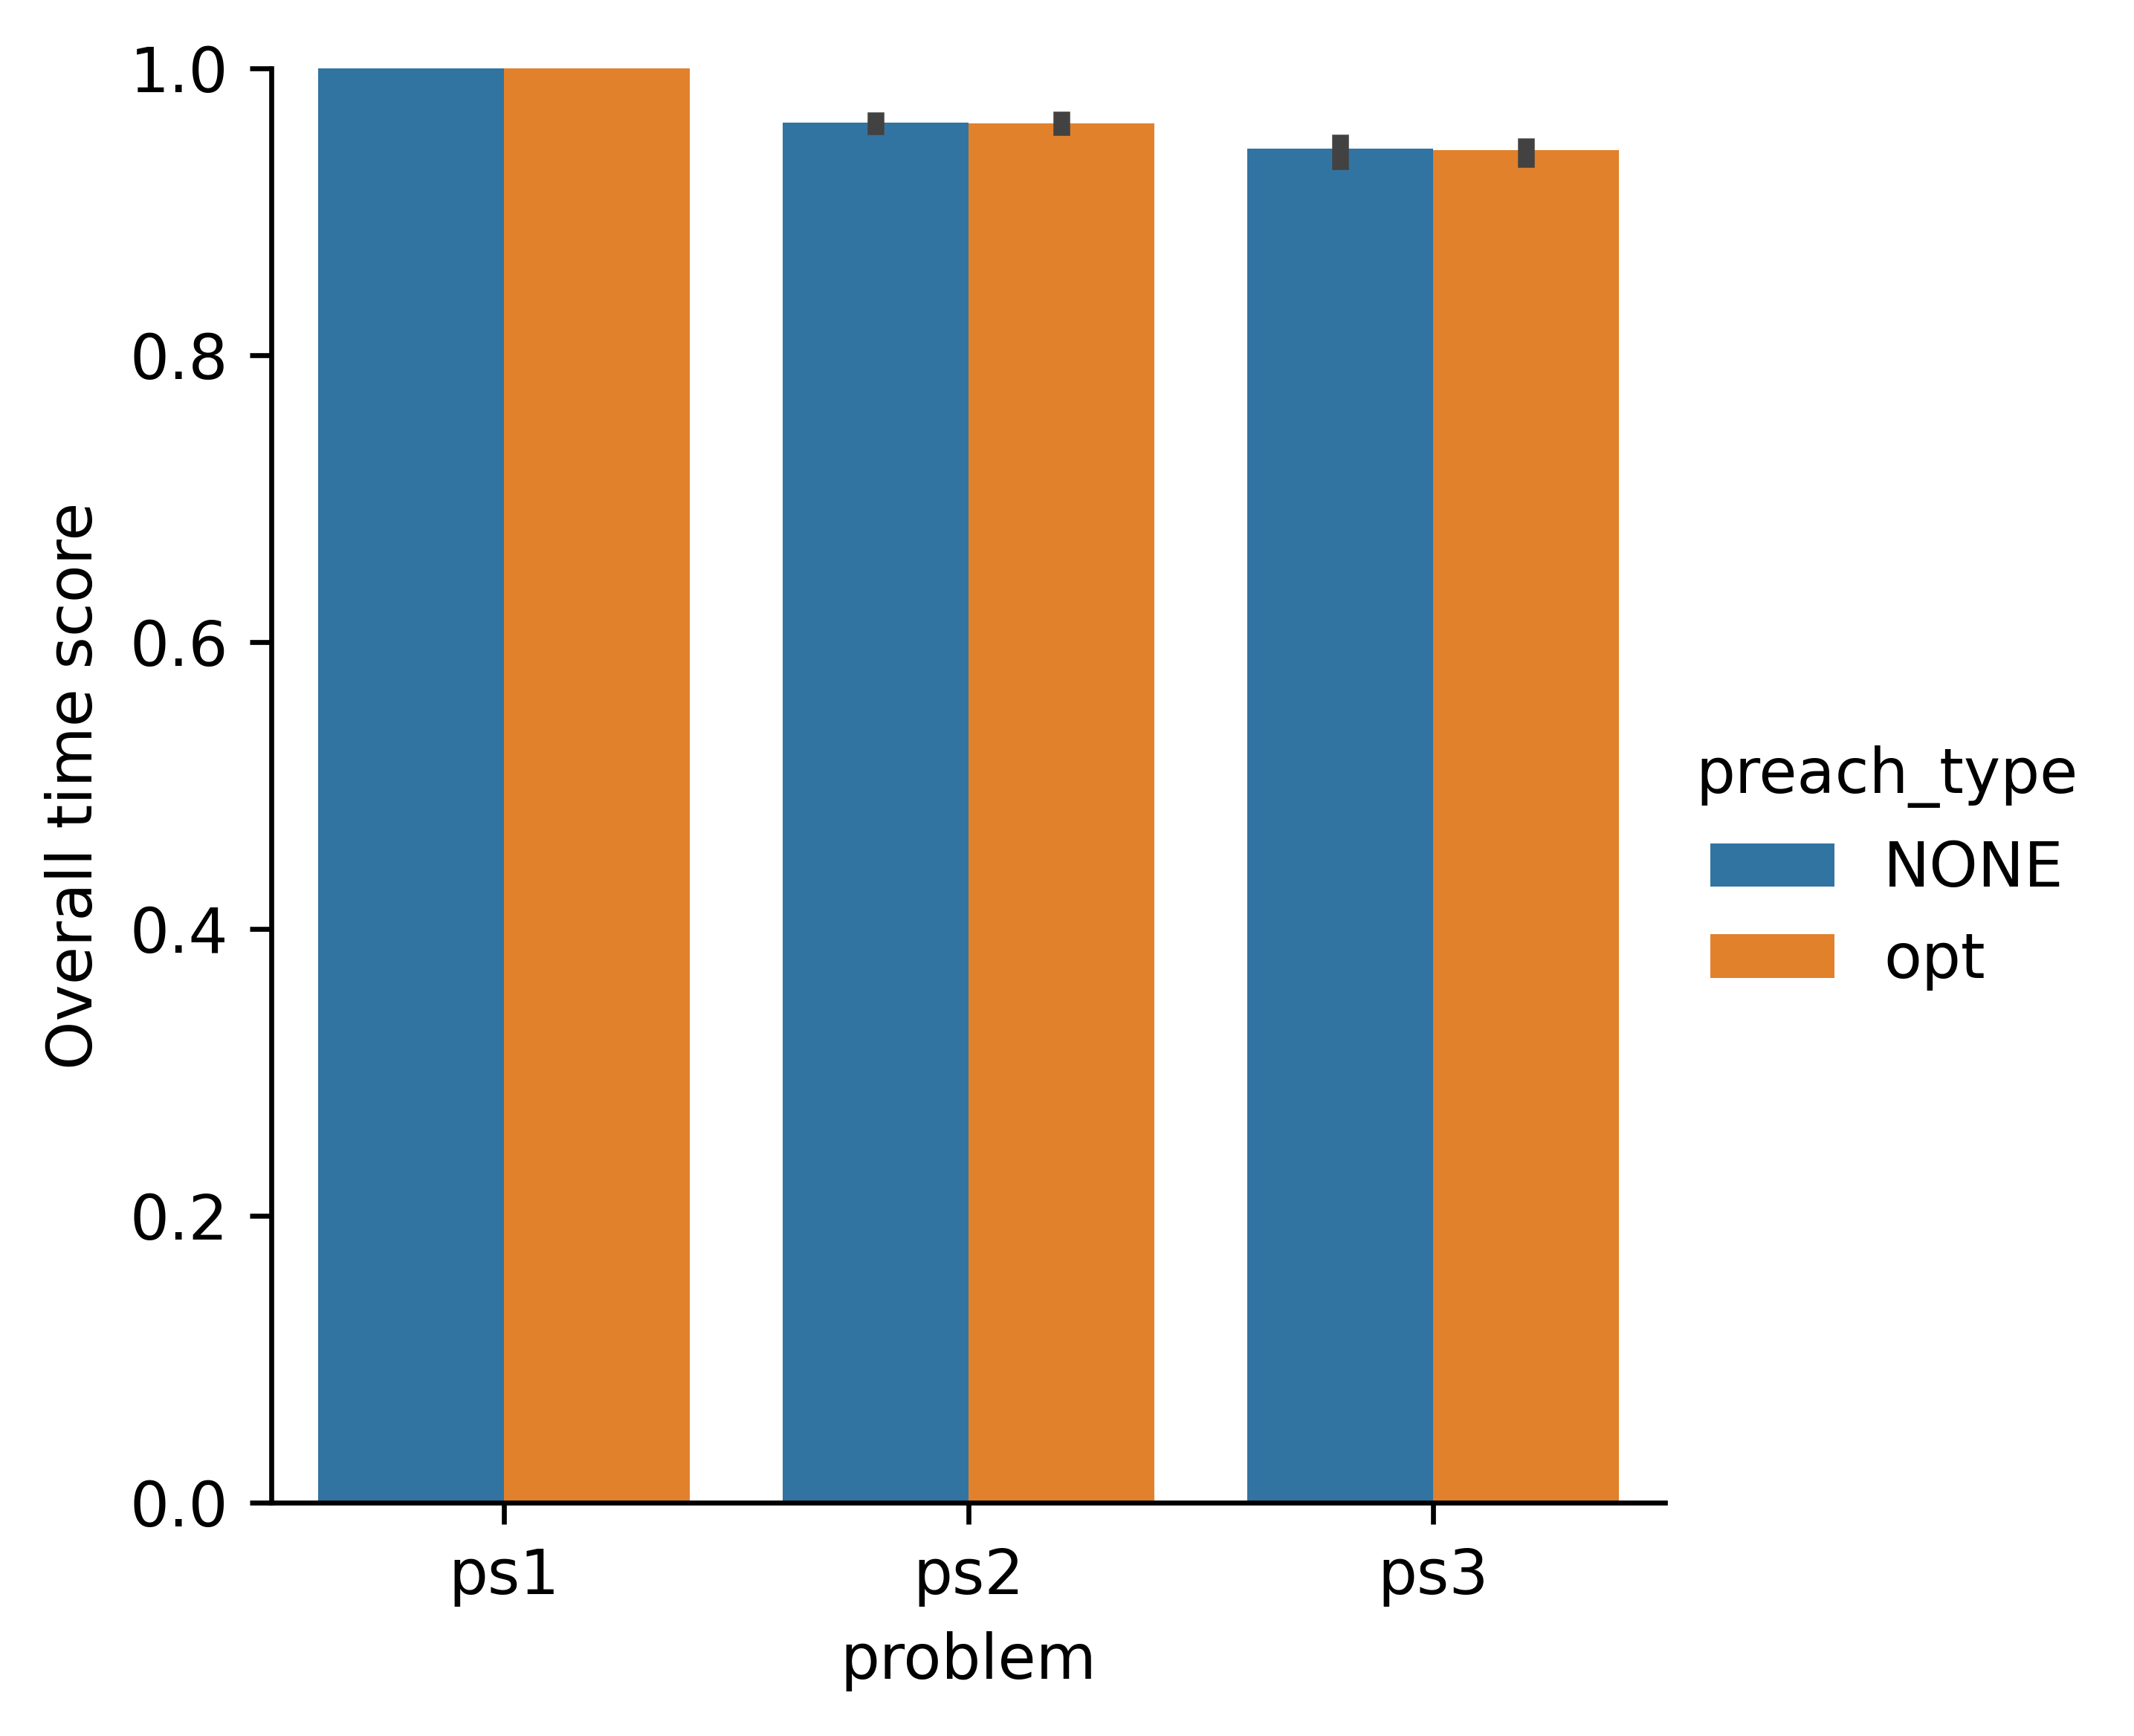 1.0
0.8
0.6
0.4
0.2
0.0
Overall time score
ps1 ps2 ps3
problem
preach_type
NONE
opt